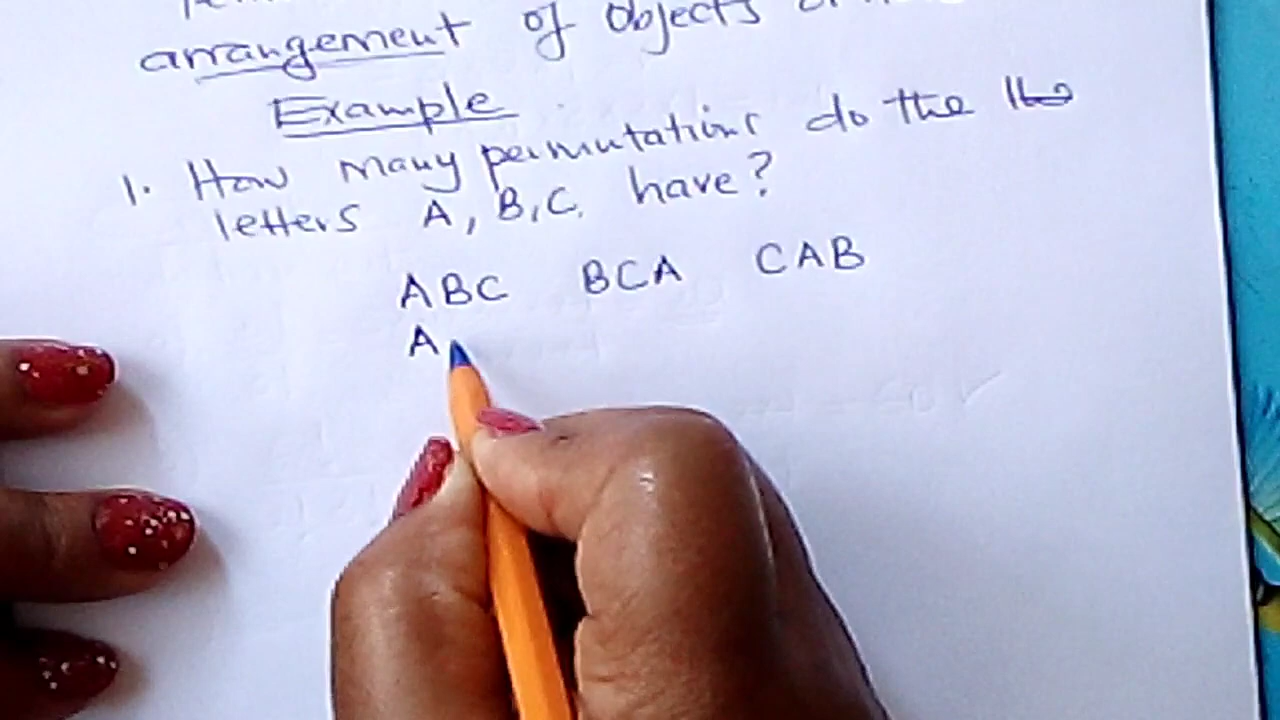 arrangement of objects
Example
1. How many permutations do the
letters A, B, C, have?
ABC BCA CAB
A